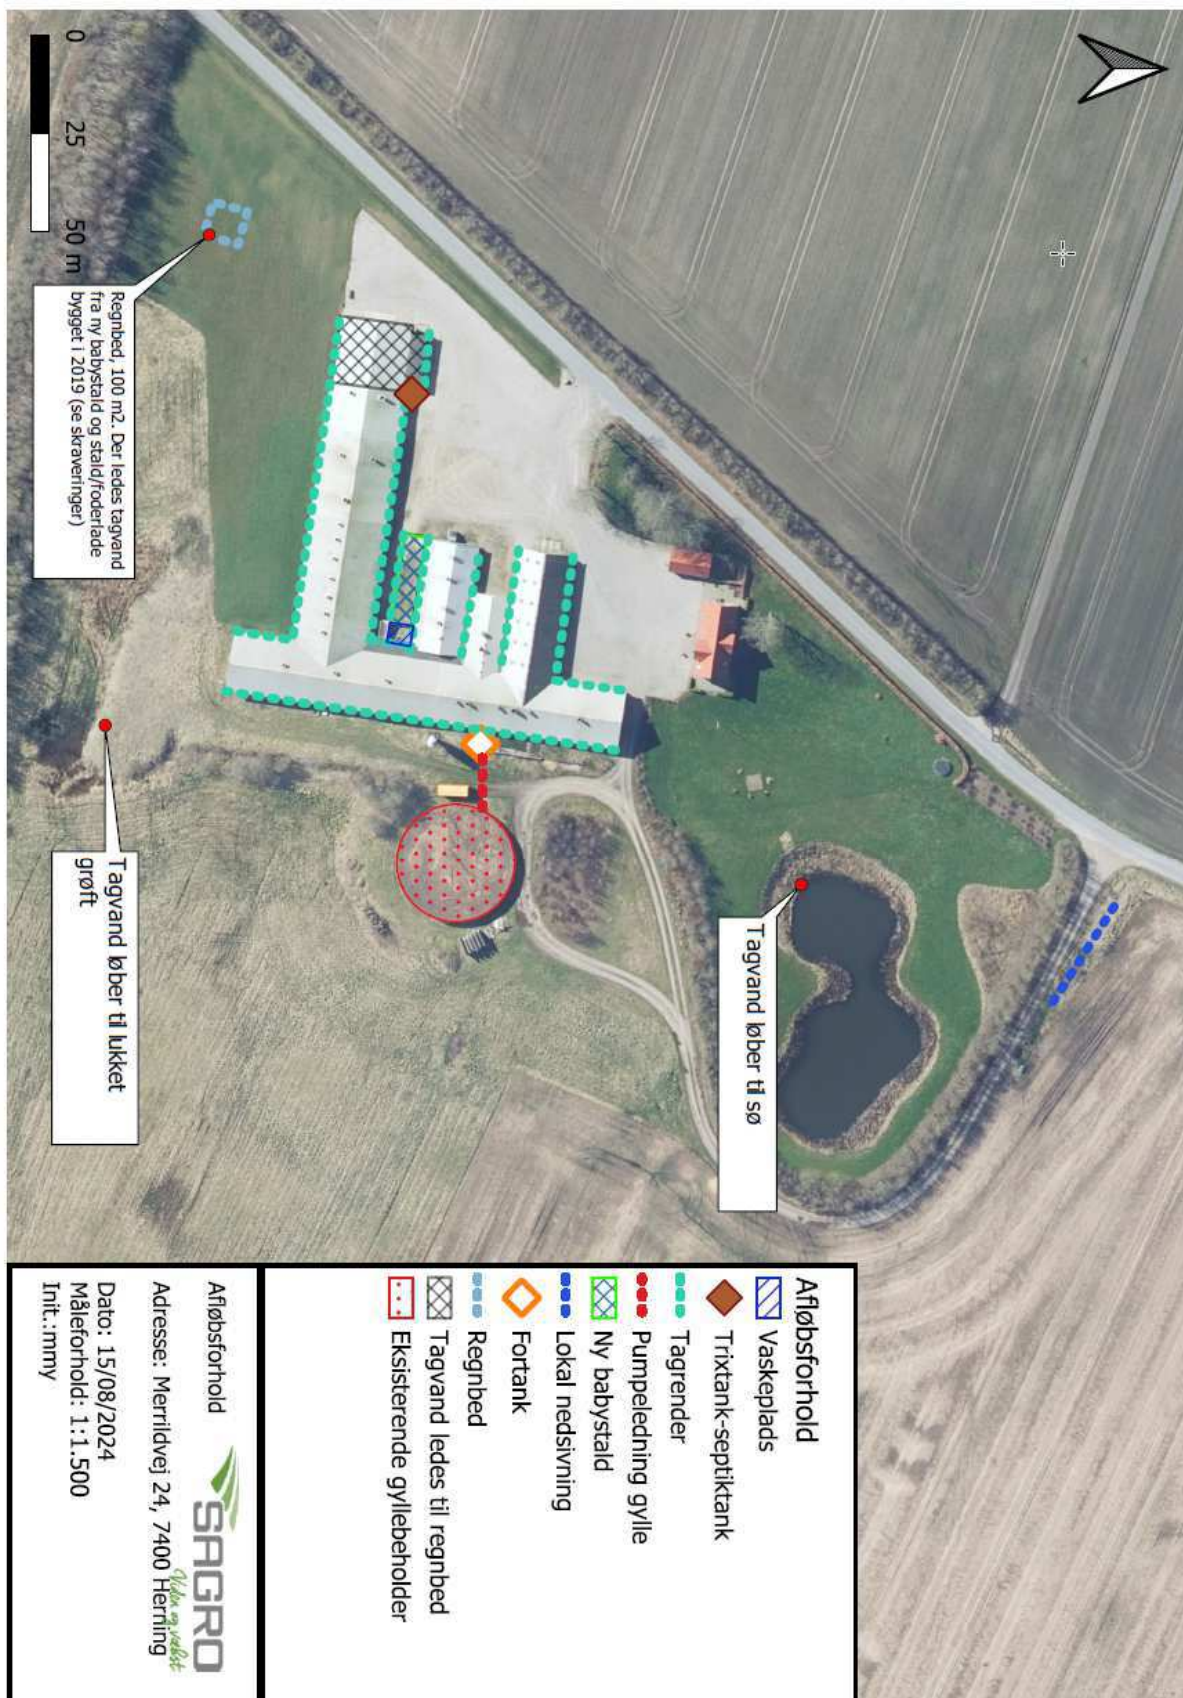 0 25 50 m
Regnbed, 100 m2. Der ledes tagvand
fra ny babystald og stald/foderlade
bygget i 2019 (se skraveringer)
Tagvand løber til lukket
grøft
Tagvand løber til sø
Afløbsforhold
Vaskeplads
Trixtank-septiktank
Tagrender
Pumpeledning gylle
Ny babystald
Lokal nedsivning
Fortank
Regnbed
Tagvand ledes til regnbed
Eksisterende gyllebeholder
Afløbsforhold
SAGRO
Viden og vækst
Adresse: Merrildvej 24, 7400 Herning
Dato: 15/08/2024
Måleforhold: 1:1.500
Init.:mmy